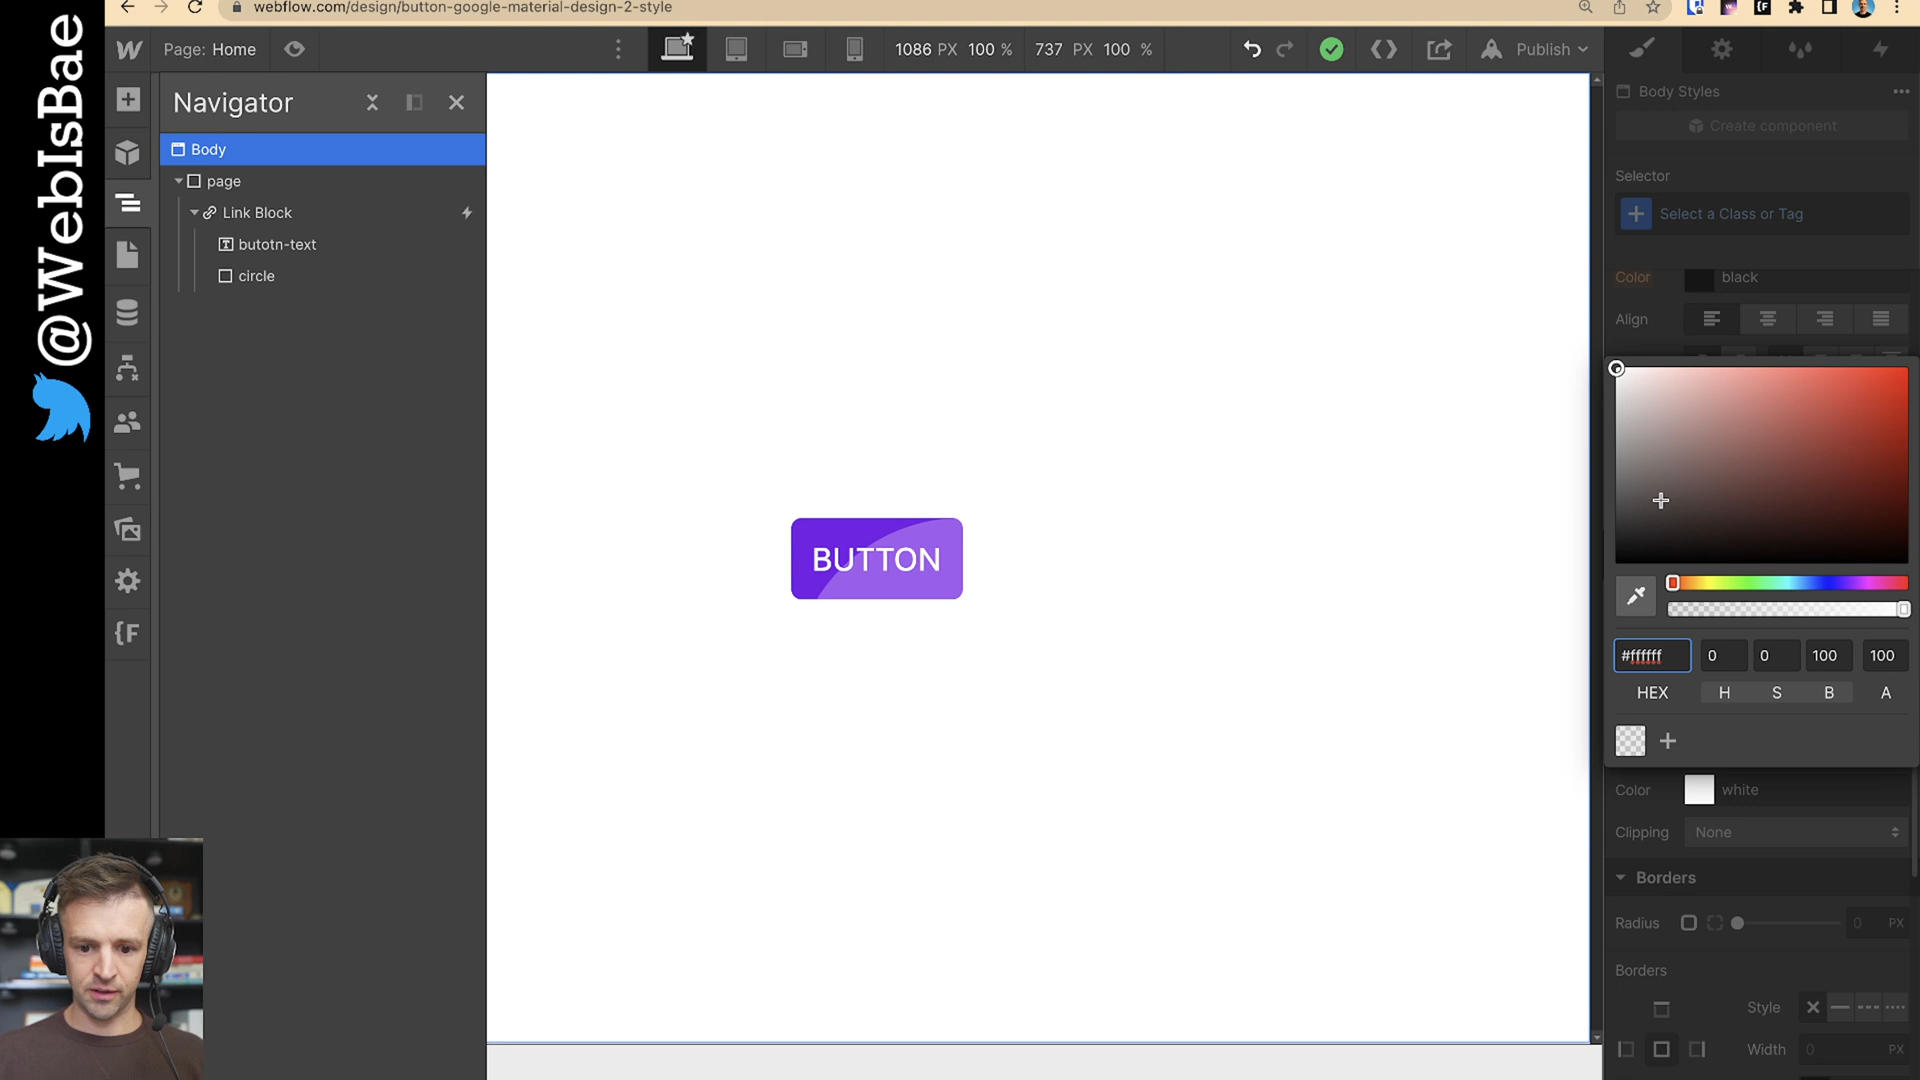 @WebIsBae
webflow.com/design/button-google-material-design-2-style
Page: Home
1086 PX 100 % 737 PX 100 %
Publish
Navigator
Body
page
Link Block
butotn-text
circle
BUTTON
Body Styles
Create component
Selector
Select a Class or Tag
Color black
Align
#ffffff 0 0 100 100
HEX H S B A
Color white
Clipping None
Borders
Radius 0 PX
Borders
Style
Width 0 PX
{F